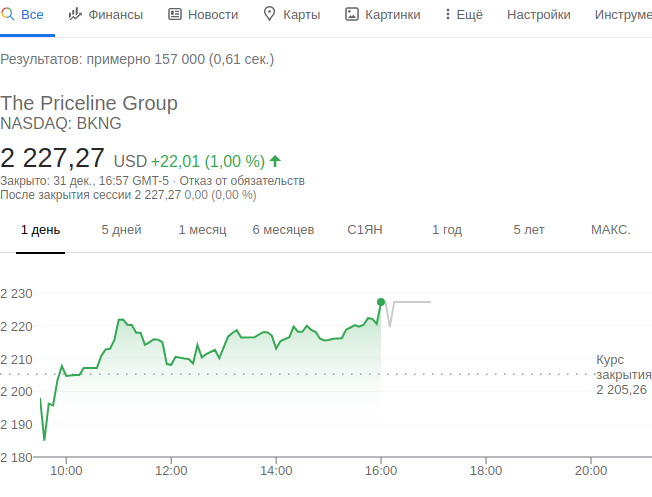 Все Финансы Новости Карты Картинки Ещё Настройки Инструме
Результатов: примерно 157 000 (0,61 сек.)
The Priceline Group
NASDAQ: BKNG
2 227,27 USD +22,01 (1,00 %)
Закрыто: 31 дек., 16:57 GMT-5 · Отказ от обязательств
После закрытия сессии 2 227,27 0,00 (0,00 %)
1 день 5 дней 1 месяц 6 месяцев С1ЯН 1 год 5 лет МАКС.
2 230
2 220
2 210
2 200
2 190
2 180
Курс
закрытия
2 205,26
10:00 12:00 14:00 16:00 18:00 20:00